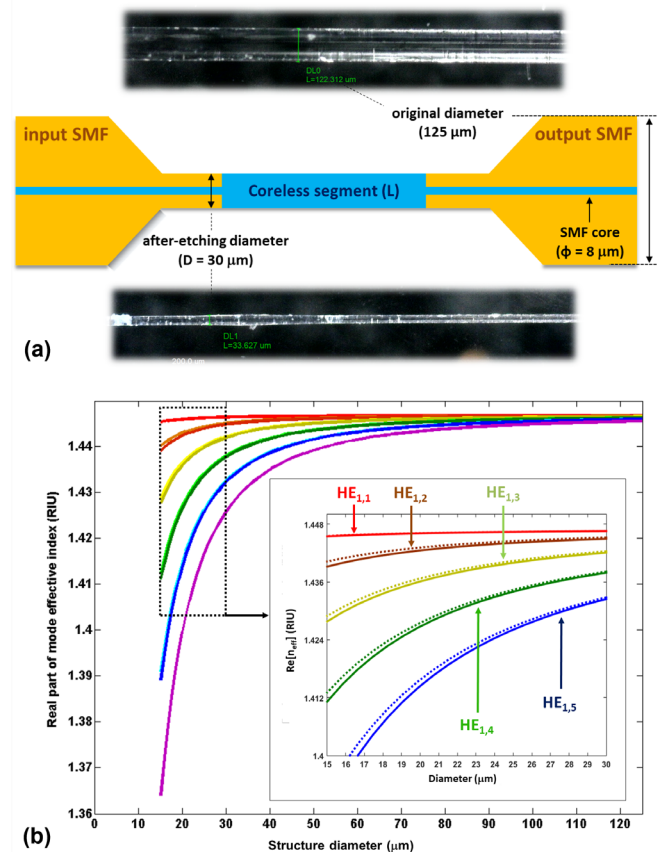 DL0
L=122.312 um
original diameter
(125 μm)
input SMF
output SMF
Coreless segment (L)
after-etching diameter
(D = 30 μm)
SMF core
(ϕ = 8 μm)
DL1
L=33.627 um
200.0 um
(a)
Real part of mode effective index (RIU)
1.44
1.43
1.42
1.41
1.4
1.39
1.38
1.37
1.36
0
10
20
30
40
50
60
70
80
90
100
110
120
Structure diameter (μm)
HE1,1
HE1,2
HE1,3
HE1,4
HE1,5
Re[neff] (RIU)
1.448
1.436
1.424
1.412
1.4
15
16
17
18
19
20
21
22
23
24
25
26
27
28
29
30
Diameter (μm)
(b)